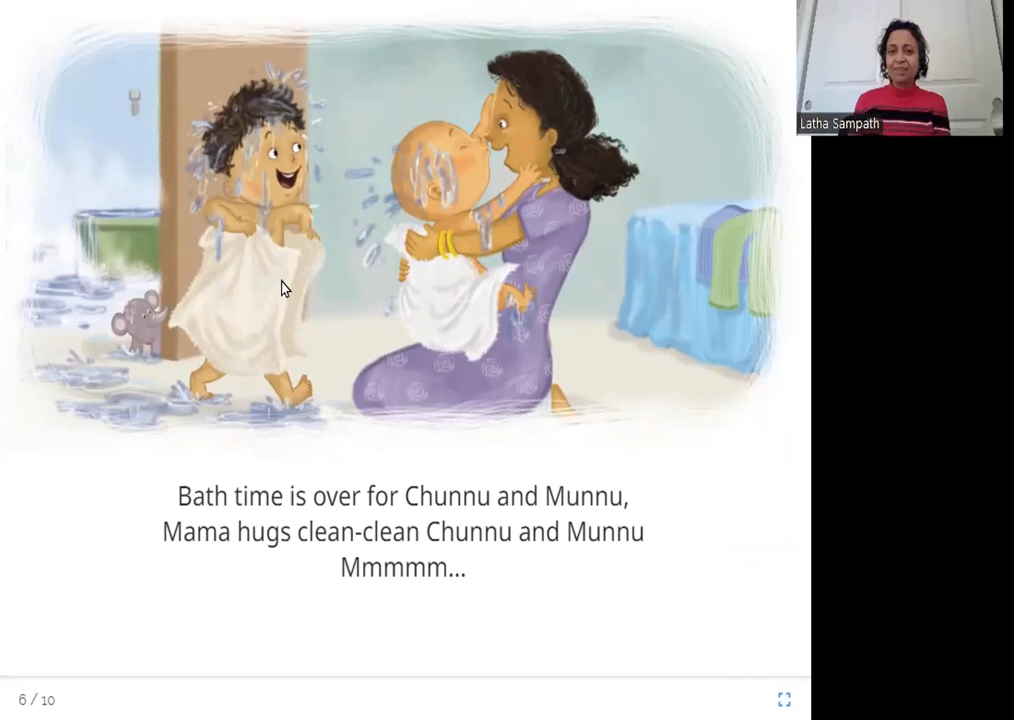 Latha Sampath
Bath time is over for Chunnu and Munnu,
Mama hugs clean-clean Chunnu and Munnu
Mmmmm...
6 / 10